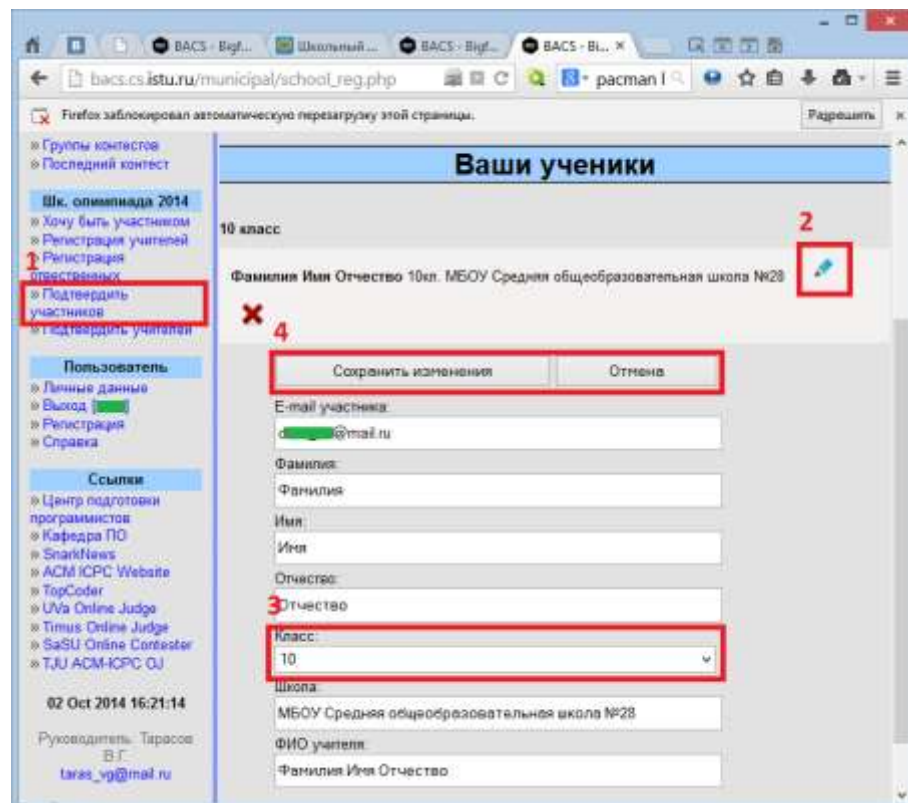 BACS - Bigf...
Школьный ...
BACS - Bigf...
BACS - Bi...
bacs.cs.istu.ru/municipal/school_reg.php
pacman l
Firefox заблокировал автоматическую перезагрузку этой страницы.
Разрешить
» Группы контестов
» Последний контест
Шк. олимпиада 2014
» Хочу быть участником
» Регистрация учителей
» Регистрация
ответственных
» Подтвердить
участников
» Подтвердить учителей
Пользователь
» Личные данные
» Выход [
» Регистрация
» Справка
Ссылки
» Центр подготовки
программистов
» Кафедра ПО
» SnarkNews
» ACM ICPC Website
» TopCoder
» UVa Online Judge
» Timus Online Judge
» SaSU Online Contester
» TJU ACM-ICPC OJ
02 Oct 2014 16:21:14
Руководитель: Тарасов
В.Г.
taras_vg@mail.ru
Ваши ученики
10 класс
Фамилия Имя Отчество 10кл. МБОУ Средняя общеобразовательная школа №28
1
2
3
4
Сохранить изменения
Отмена
E-mail участника:
d @mail.ru
Фамилия:
Фамилия
Имя:
Имя
Отчество:
Отчество
Класс:
10
Школа:
МБОУ Средняя общеобразовательная школа №28
ФИО учителя:
Фамилия Имя Отчество